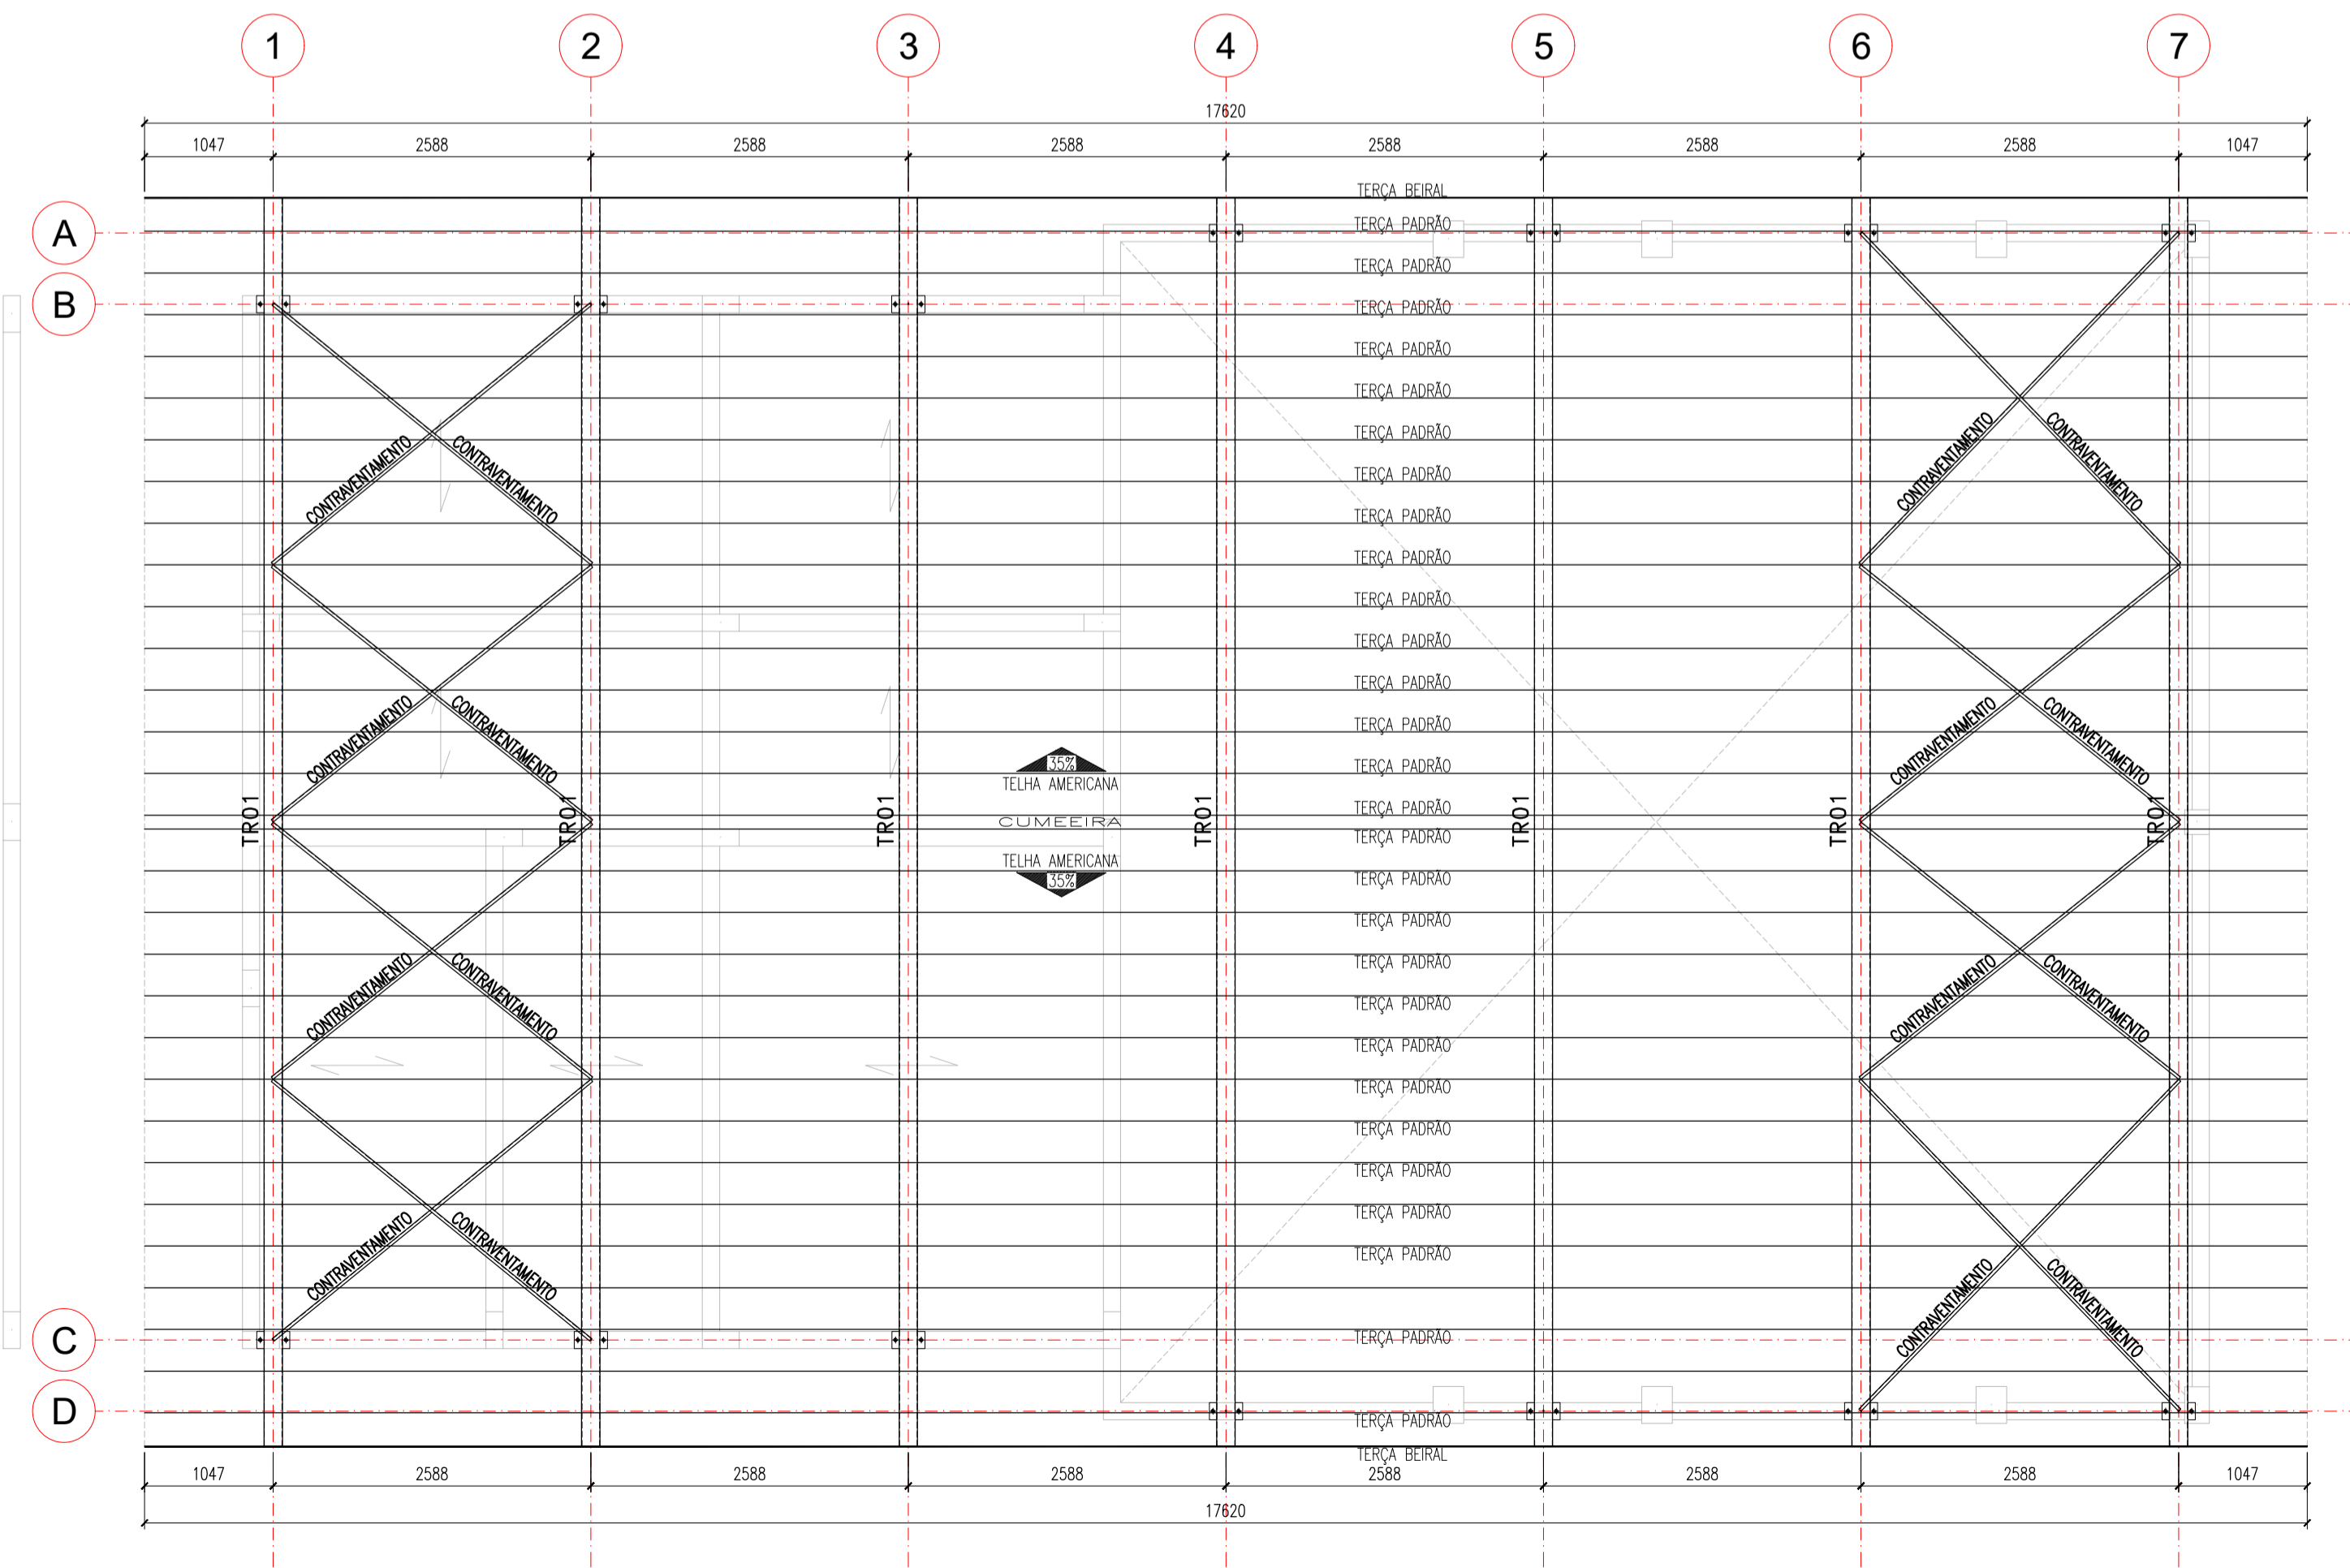 1 2 3 4 5 6 7
17620
1047 2588 2588 2588 2588 2588 2588 1047
TERÇA BEIRAL
A TERÇA PADRÃO
TERÇA PADRÃO
B TERÇA PADRÃO
TERÇA PADRÃO
TERÇA PADRÃO
TERÇA PADRÃO
CONTRAVENTAMENTO
CONTRAVENTAMENTO
CONTRAVENTAMENTO
CONTRAVENTAMENTO
TERÇA PADRÃO
TERÇA PADRÃO
TERÇA PADRÃO
TERÇA PADRÃO
TERÇA PADRÃO
TERÇA PADRÃO
TERÇA PADRÃO
CONTRAVENTAMENTO
CONTRAVENTAMENTO
CONTRAVENTAMENTO
CONTRAVENTAMENTO
35%
TERÇA PADRÃO
TELHA AMERICANA
TERÇA PADRÃO
TR01
TR01
TR01
TR01
TR01
TR01
TR01
CUMEEIRA
TERÇA PADRÃO
TELHA AMERICANA
35%
TERÇA PADRÃO
TERÇA PADRÃO
TERÇA PADRÃO
CONTRAVENTAMENTO
CONTRAVENTAMENTO
CONTRAVENTAMENTO
CONTRAVENTAMENTO
TERÇA PADRÃO
TERÇA PADRÃO
TERÇA PADRÃO
TERÇA PADRÃO
TERÇA PADRÃO
TERÇA PADRÃO
TERÇA PADRÃO
CONTRAVENTAMENTO
CONTRAVENTAMENTO
CONTRAVENTAMENTO
CONTRAVENTAMENTO
C TERÇA PADRÃO
D TERÇA PADRÃO
TERÇA BEIRAL
1047 2588 2588 2588 2588 2588 2588 1047
17620